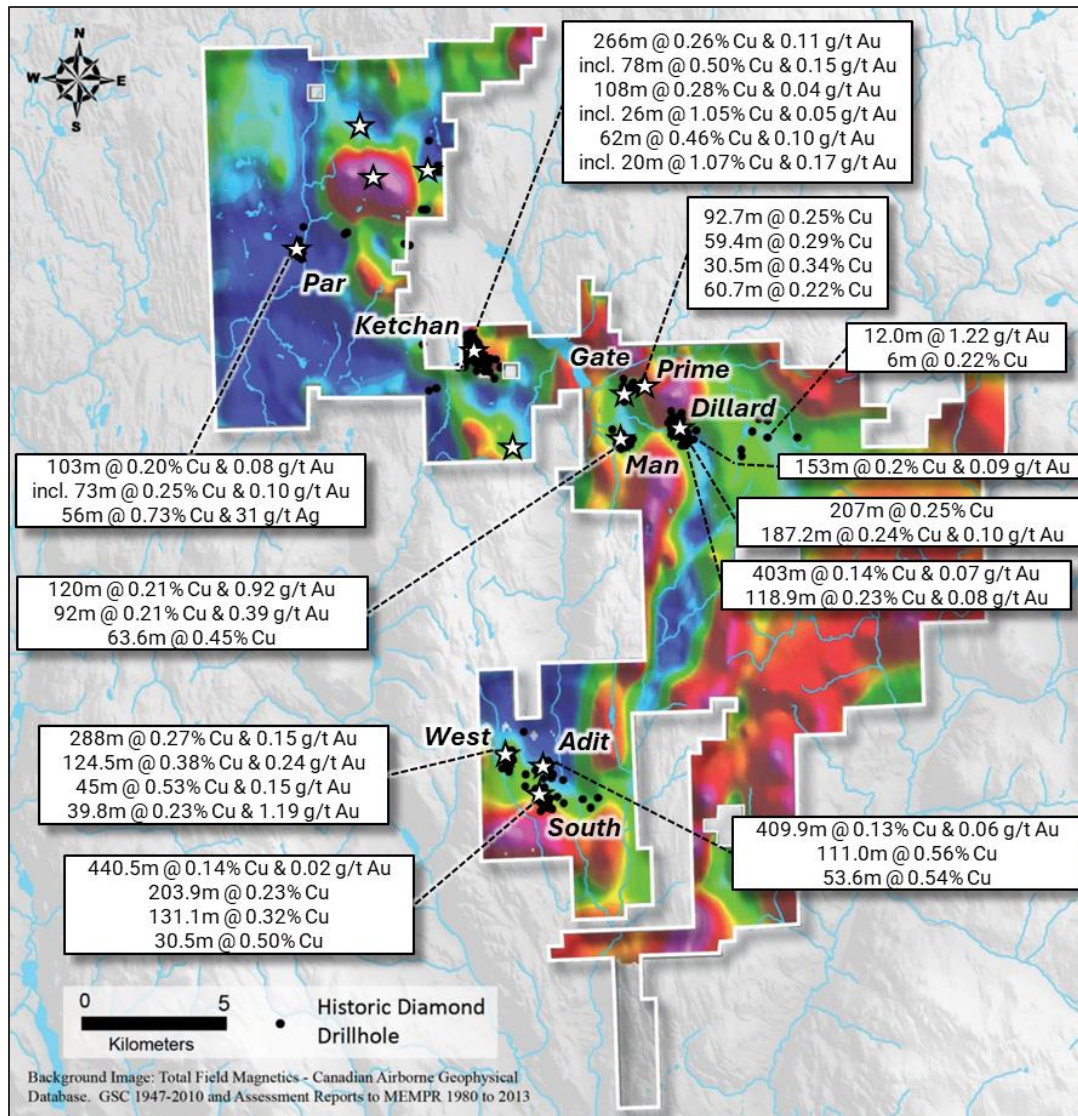 N
W
E
S
266m @ 0.26% Cu & 0.11 g/t Au
incl. 78m @ 0.50% Cu & 0.15 g/t Au
108m @ 0.28% Cu & 0.04 g/t Au
incl. 26m @ 1.05% Cu & 0.05 g/t Au
62m @ 0.46% Cu & 0.10 g/t Au
incl. 20m @ 1.07% Cu & 0.17 g/t Au
92.7m @ 0.25% Cu
59.4m @ 0.29% Cu
30.5m @ 0.34% Cu
60.7m @ 0.22% Cu
Par
Ketchan
Gate
Prime
12.0m @ 1.22 g/t Au
6m @ 0.22% Cu
Dillard
Man
103m @ 0.20% Cu & 0.08 g/t Au
incl. 73m @ 0.25% Cu & 0.10 g/t Au
56m @ 0.73% Cu & 31 g/t Ag
153m @ 0.2% Cu & 0.09 g/t Au
207m @ 0.25% Cu
187.2m @ 0.24% Cu & 0.10 g/t Au
403m @ 0.14% Cu & 0.07 g/t Au
118.9m @ 0.23% Cu & 0.08 g/t Au
120m @ 0.21% Cu & 0.92 g/t Au
92m @ 0.21% Cu & 0.39 g/t Au
63.6m @ 0.45% Cu
West
Adit
South
288m @ 0.27% Cu & 0.15 g/t Au
124.5m @ 0.38% Cu & 0.24 g/t Au
45m @ 0.53% Cu & 0.15 g/t Au
39.8m @ 0.23% Cu & 1.19 g/t Au
409.9m @ 0.13% Cu & 0.06 g/t Au
111.0m @ 0.56% Cu
53.6m @ 0.54% Cu
440.5m @ 0.14% Cu & 0.02 g/t Au
203.9m @ 0.23% Cu
131.1m @ 0.32% Cu
30.5m @ 0.50% Cu
0 5
Kilometers
Historic Diamond
Drillhole
Background Image: Total Field Magnetics - Canadian Airborne Geophysical
Database. GSC 1947-2010 and Assessment Reports to MEMPR 1980 to 2013